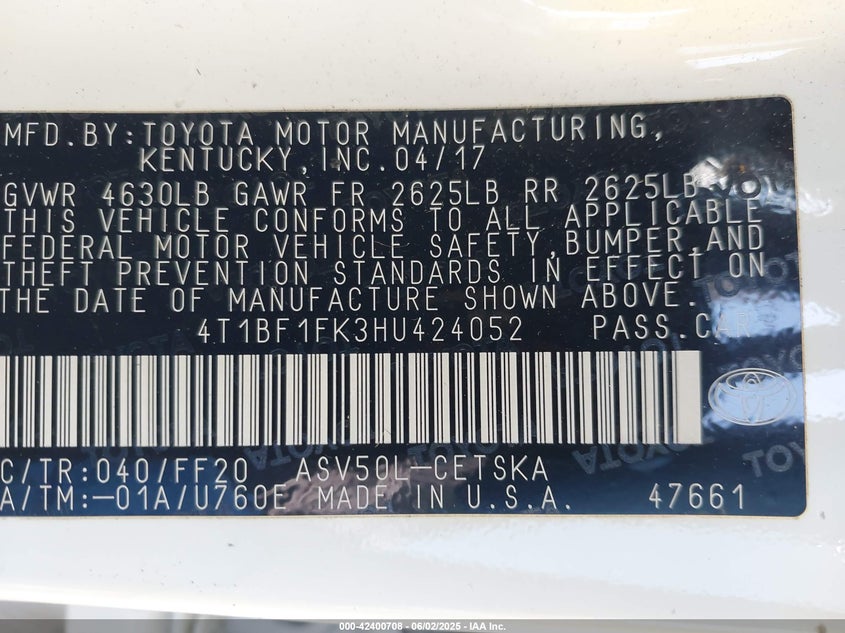 MFD.BY:TOYOTA MOTOR MANUFACTURING,
KENTUCKY,INC.04/17
GVWR 4630LB GAWR FR 2625LB RR 2625LB
THIS VEHICLE CONFORMS TO ALL APPLICABLE
FEDERAL MOTOR VEHICLE SAFETY,BUMPER,AND
THEFT PREVENTION STANDARDS IN EFFECT ON
THE DATE OF MANUFACTURE SHOWN ABOVE.
4T1BF1FK3HU424052 PASS.CAR
C/TR:040/FF20 ASV50L-CETSKA
A/TM:-01A/U760E MADE IN U.S.A. 47661
000-42400708 - 06/02/2025 - IAA Inc.